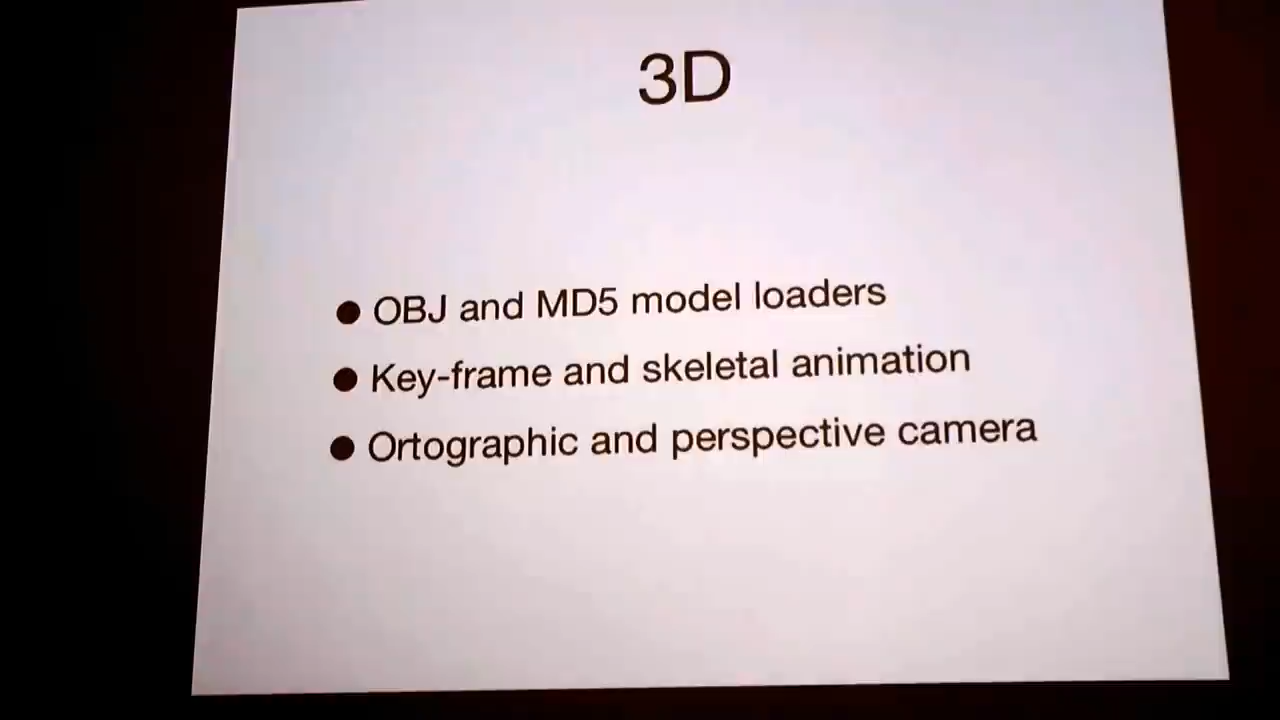 3D
● OBJ and MD5 model loaders
● Key-frame and skeletal animation
● Ortographic and perspective camera